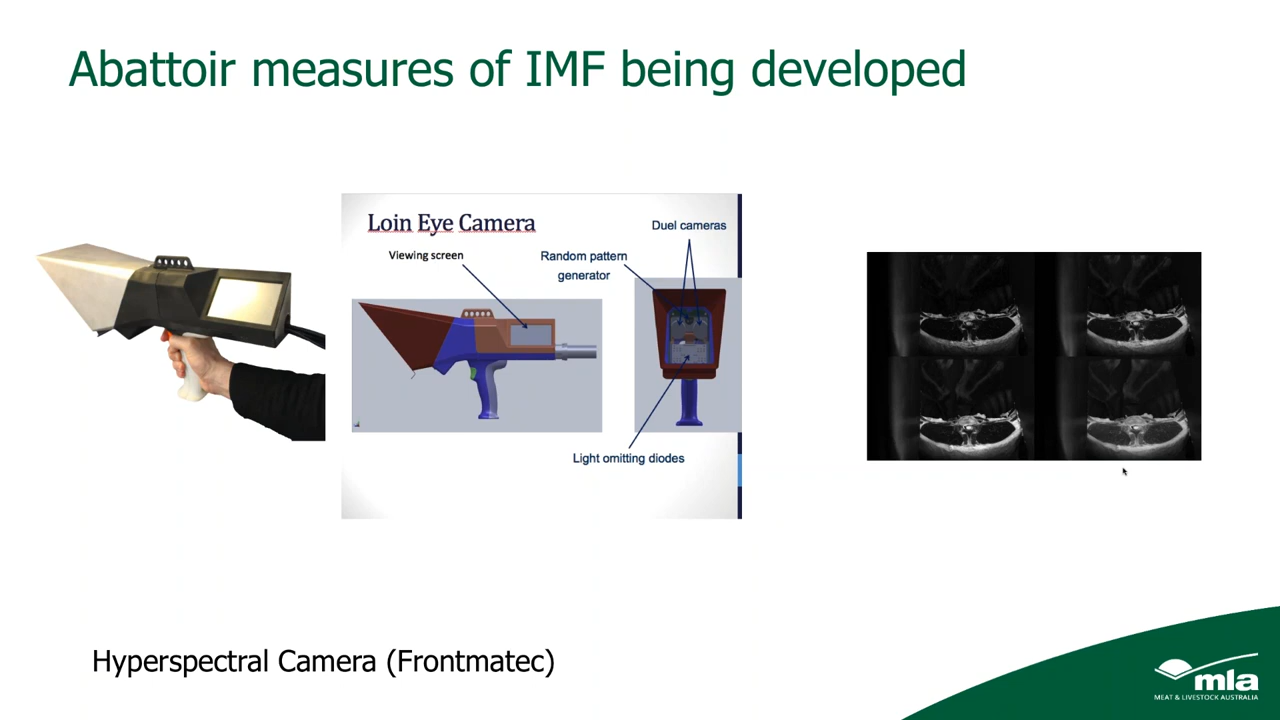 Abattoir measures of IMF being developed
Loin Eye Camera
Duel cameras
Viewing screen
Random pattern
generator
Light omitting diodes
Hyperspectral Camera (Frontmatec)
mla
MEAT & LIVESTOCK AUSTRALIA